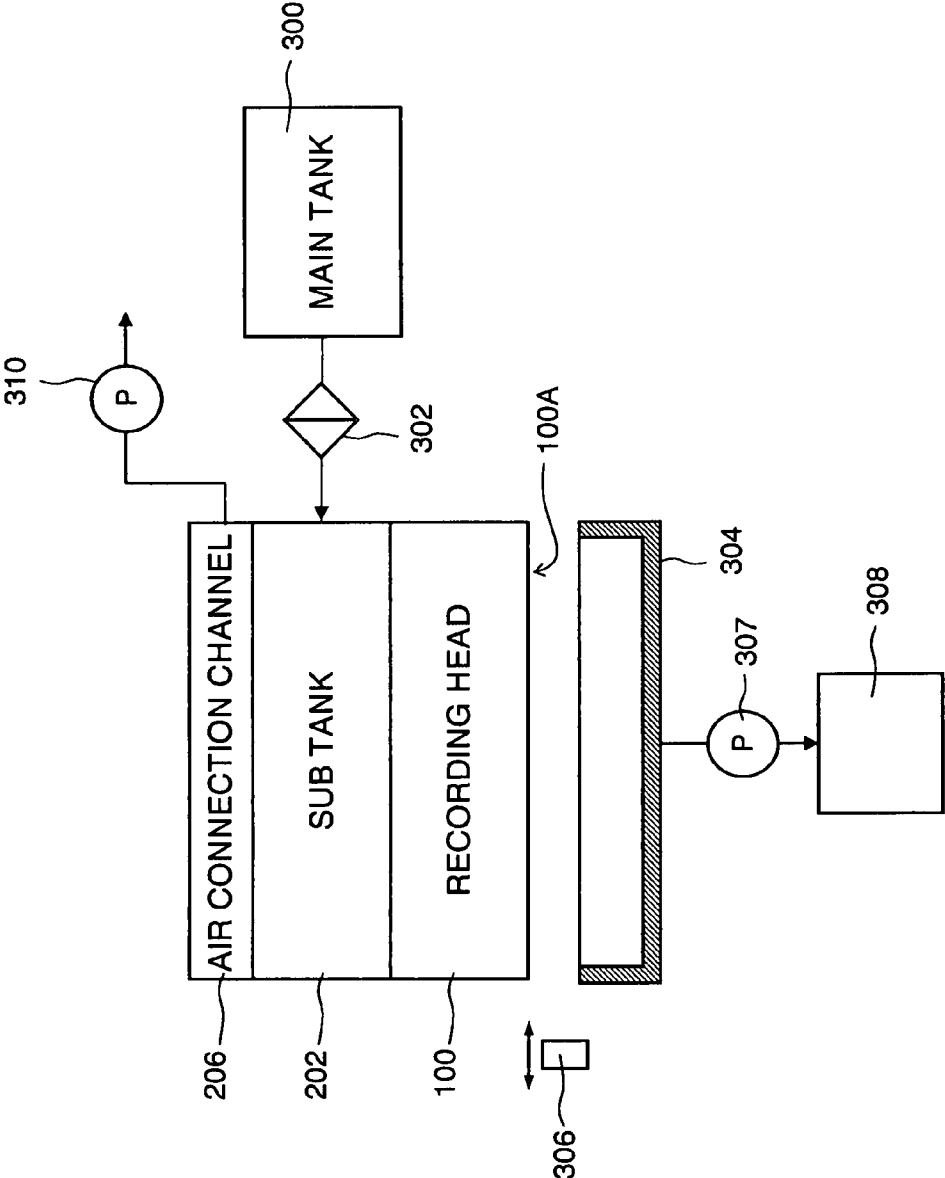 300
MAIN TANK
310
P
302
100A
AIR CONNECTION CHANNEL
SUB TANK
RECORDING HEAD
304
307
P
308
206
202
100
306